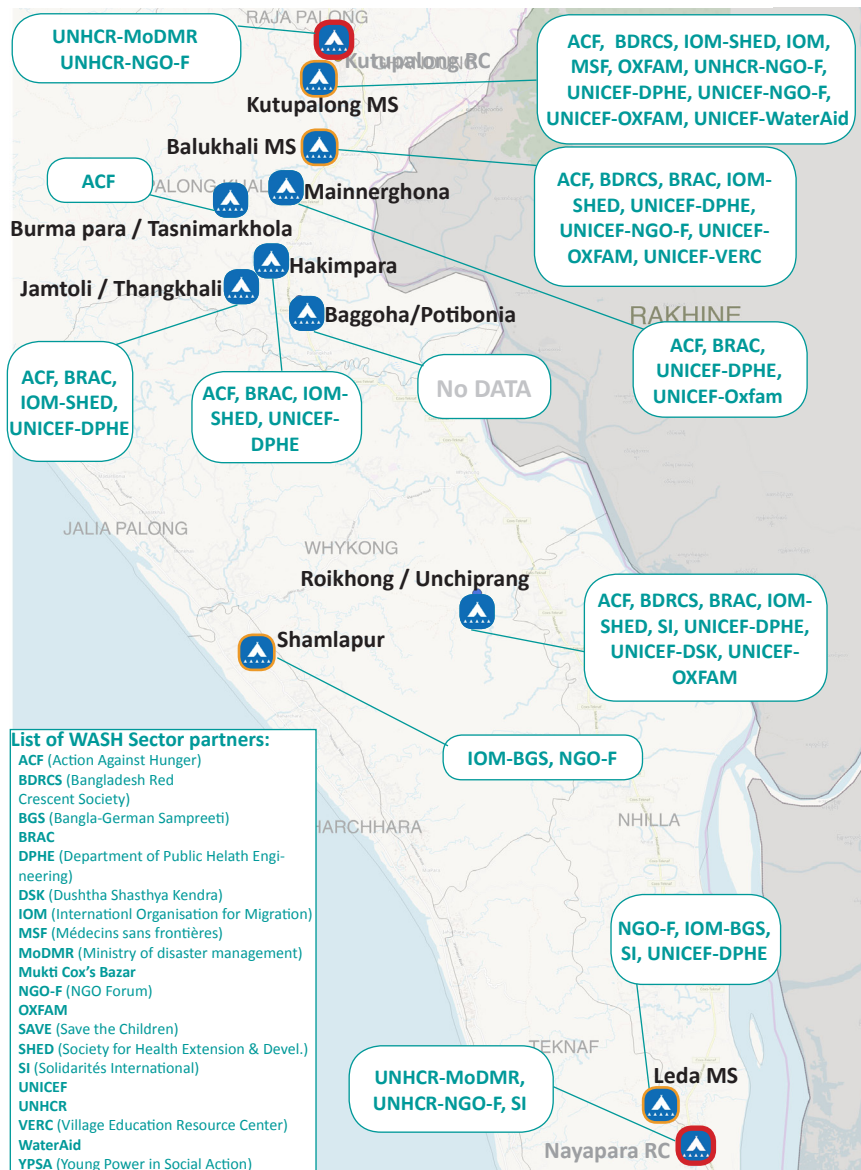 RAJA PALONG
UNHCR-MoDMR
UNHCR-NGO-F
Kutupalong RC
Kutupalong MS
ACF, BDRCS, IOM-SHED, IOM,
MSF, OXFAM, UNHCR-NGO-F,
UNICEF-DPHE, UNICEF-NGO-F,
UNICEF-OXFAM, UNICEF-WaterAid
Balukhali MS
ACF
PALONG KHALI
Mainnerghona
Burma para / Tasnimarkhola
ACF, BDRCS, BRAC, IOM-
SHED, UNICEF-DPHE,
UNICEF-NGO-F, UNICEF-
OXFAM, UNICEF-VERC
Hakimpara
Jamtoli / Thangkhali
Baggoha/Potibonia
RAKHINE
ACF, BRAC,
UNICEF-DPHE,
UNICEF-Oxfam
ACF, BRAC,
IOM-SHED,
UNICEF-DPHE
ACF, BRAC, IOM-
SHED, UNICEF-
DPHE
No DATA
JALIA PALONG
WHYKONG
Roikhong / Unchiprang
ACF, BDRCS, BRAC, IOM-
SHED, SI, UNICEF-DPHE,
UNICEF-DSK, UNICEF-
OXFAM
Shamlapur
IOM-BGS, NGO-F
HARCHHARA
NHILLA
List of WASH Sector partners:
ACF (Action Against Hunger)
BDRCS (Bangladesh Red
Crescent Society)
BGS (Bangla-German Sampreeti)
BRAC
DPHE (Department of Public Helath Engi-
neering)
DSK (Dushtha Shasthya Kendra)
IOM (Internationl Organisation for Migration)
MSF (Médecins sans frontières)
MoDMR (Ministry of disaster management)
Mukti Cox's Bazar
NGO-F (NGO Forum)
OXFAM
SAVE (Save the Children)
SHED (Society for Health Extension & Devel.)
SI (Solidarités International)
UNICEF
UNHCR
VERC (Village Education Resource Center)
WaterAid
YPSA (Young Power in Social Action)
NGO-F, IOM-BGS,
SI, UNICEF-DPHE
TEKNAF
UNHCR-MoDMR,
UNHCR-NGO-F, SI
Leda MS
Nayapara RC